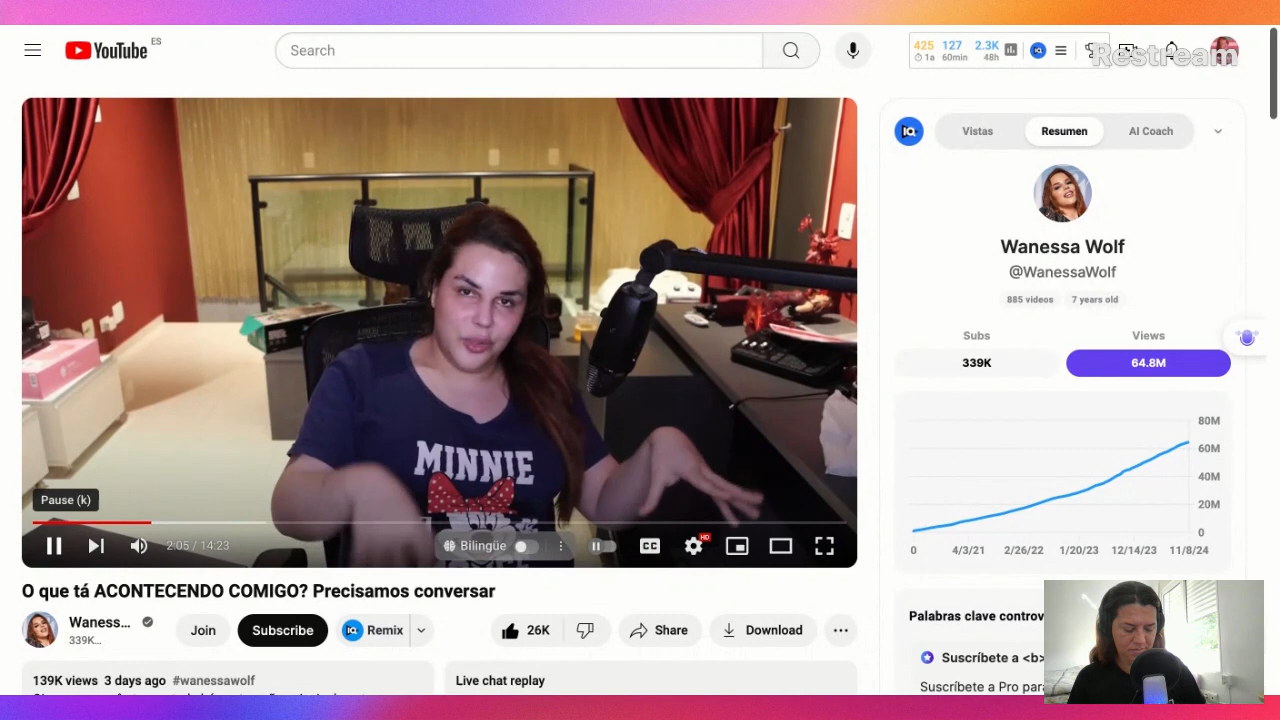 YouTube ES
Search
425 127 2.3K
1a 60min 48h
Restream
Vistas Resumen AI Coach
Wanessa Wolf
@WanessaWolf
885 videos 7 years old
Subs Views
339K 64.8M
80M
60M
40M
20M
0
0 4/3/21 2/26/22 1/20/23 12/14/23 11/8/24
MINNIE
Pause (k)
2:05 / 14:23 Bilingüe CC HD
O que tá ACONTECENDO COMIGO? Precisamos conversar
Waness...
339K...
Join Subscribe IQ Remix 26K Share Download
139K views 3 days ago #wanessawolf
Live chat replay
Palabras clave controv
Suscríbete a <b>
Suscríbete a Pro para